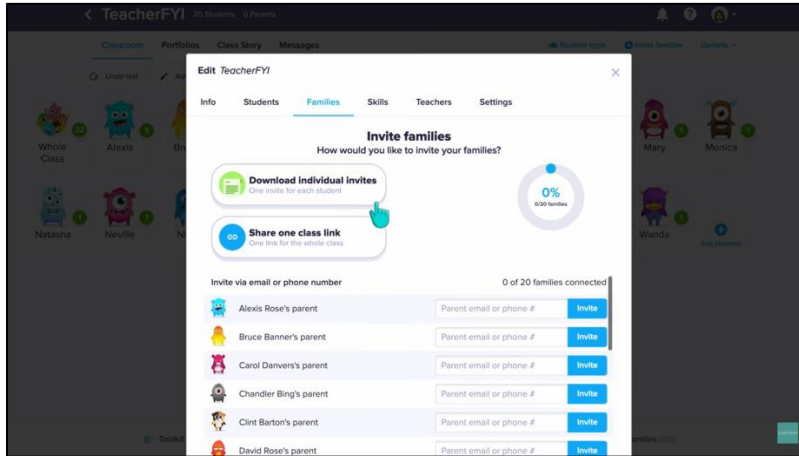 TeacherFYI 20 Students · 0 Parents
Classroom Portfolios Class Story Messages Student login Invite families Options
Undo last
Edit TeacherFYI
Info Students Families Skills Teachers Settings
Invite families
How would you like to invite your families?
Download individual invites
One invite for each student
0%
0/20 families
Share one class link
One link for the whole class
22
Whole Class
Alexis
Mary
Monica
Natasha
Neville
Wanda
Add students
Invite via email or phone number 0 of 20 families connected
Alexis Rose's parent Parent email or phone # Invite
Bruce Banner's parent Parent email or phone # Invite
Carol Danvers's parent Parent email or phone # Invite
Chandler Bing's parent Parent email or phone # Invite
Clint Barton's parent Parent email or phone # Invite
David Rose's parent Parent email or phone # Invite
Toolkit